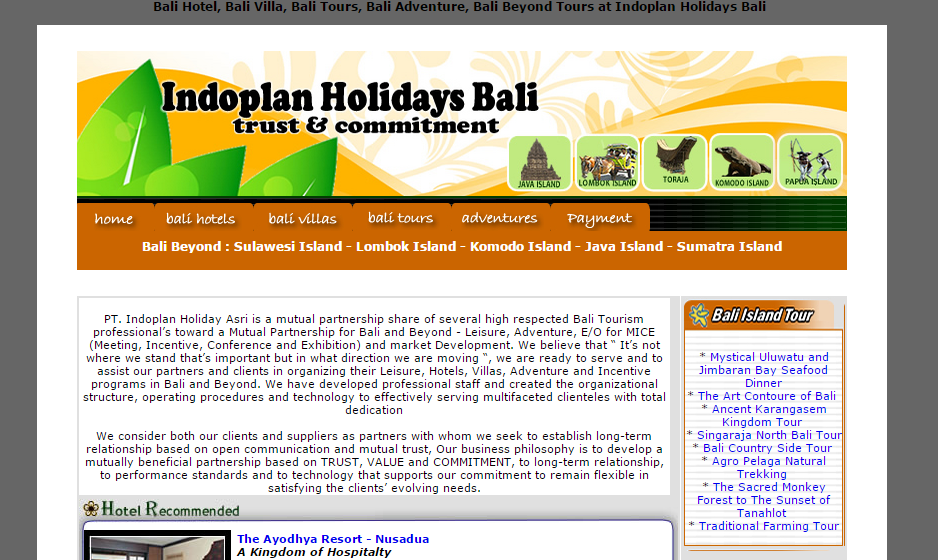 Bali Hotel, Bali Villa, Bali Tours, Bali Adventure, Bali Beyond Tours at Indoplan Holidays Bali
Indoplan Holidays Bali
trust & commitment
JAVA ISLAND
LOMBOK ISLAND
TORAJA
KOMODO ISLAND
PAPUA ISLAND
home
bali hotels
bali villas
bali tours
adventures
Payment
Bali Beyond : Sulawesi Island - Lombok Island - Komodo Island - Java Island - Sumatra Island
PT. Indoplan Holiday Asri is a mutual partnership share of several high respected Bali Tourism
professional's toward a Mutual Partnership for Bali and Beyond - Leisure, Adventure, E/O for MICE
(Meeting, Incentive, Conference and Exhibition) and market Development. We believe that “ It’s not
where we stand that’s important but in what direction we are moving “, we are ready to serve and to
assist our partners and clients in organizing their Leisure, Hotels, Villas, Adventure and Incentive
programs in Bali and Beyond. We have developed professional staff and created the organizational
structure, operating procedures and technology to effectively serving multifaceted clienteles with total
dedication
We consider both our clients and suppliers as partners with whom we seek to establish long-term
relationship based on open communication and mutual trust, Our business philosophy is to develop a
mutually beneficial partnership based on TRUST, VALUE and COMMITMENT, to long-term relationship,
to performance standards and to technology that supports our commitment to remain flexible in
satisfying the clients’ evolving needs.
Hotel Recommended
The Ayodhya Resort - Nusadua
A Kingdom of Hospitalty
Bali Island Tour
* Mystical Uluwatu and
Jimbaran Bay Seafood
Dinner
* The Art Contoure of Bali
* Ancent Karangasem
Kingdom Tour
* Singaraja North Bali Tour
* Bali Country Side Tour
* Agro Pelaga Natural
Trekking
* The Sacred Monkey
Forest to The Sunset of
Tanahlot
* Traditional Farming Tour